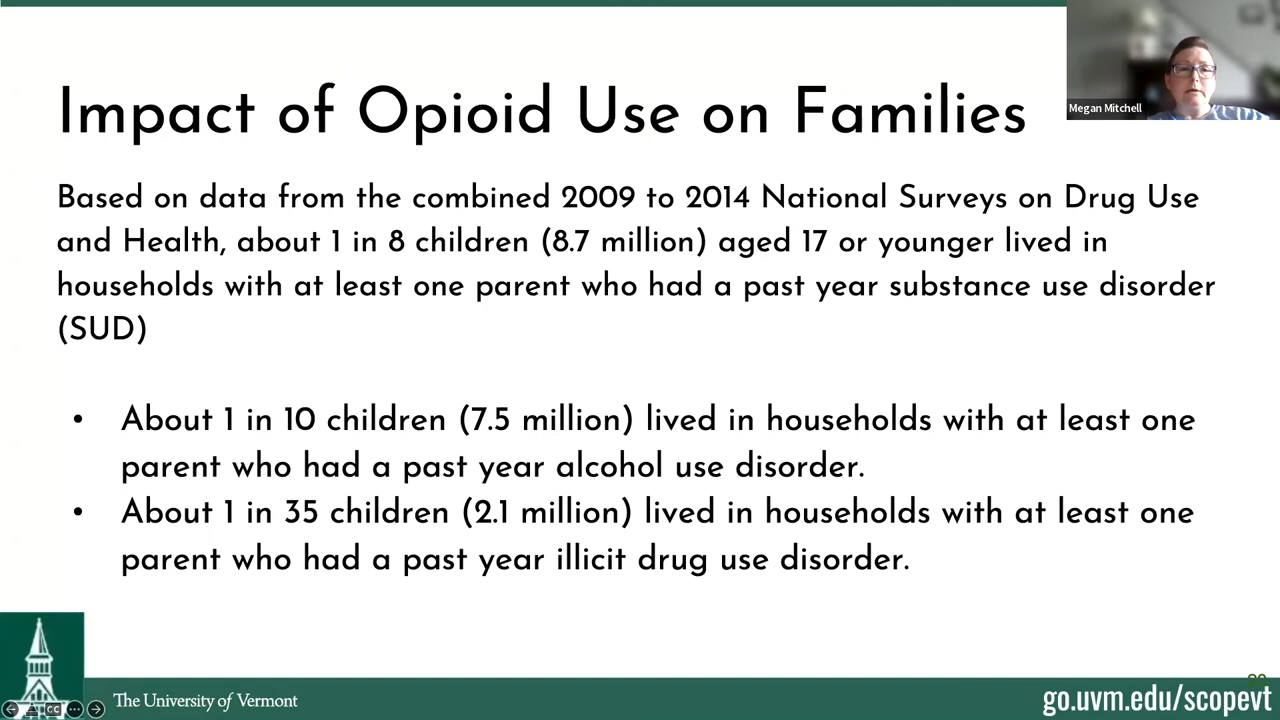 Impact of Opioid Use on Families
Megan Mitchell
Based on data from the combined 2009 to 2014 National Surveys on Drug Use
and Health, about 1 in 8 children (8.7 million) aged 17 or younger lived in
households with at least one parent who had a past year substance use disorder
(SUD)
• About 1 in 10 children (7.5 million) lived in households with at least one
parent who had a past year alcohol use disorder.
• About 1 in 35 children (2.1 million) lived in households with at least one
parent who had a past year illicit drug use disorder.
The University of Vermont
go.uvm.edu/scopevt